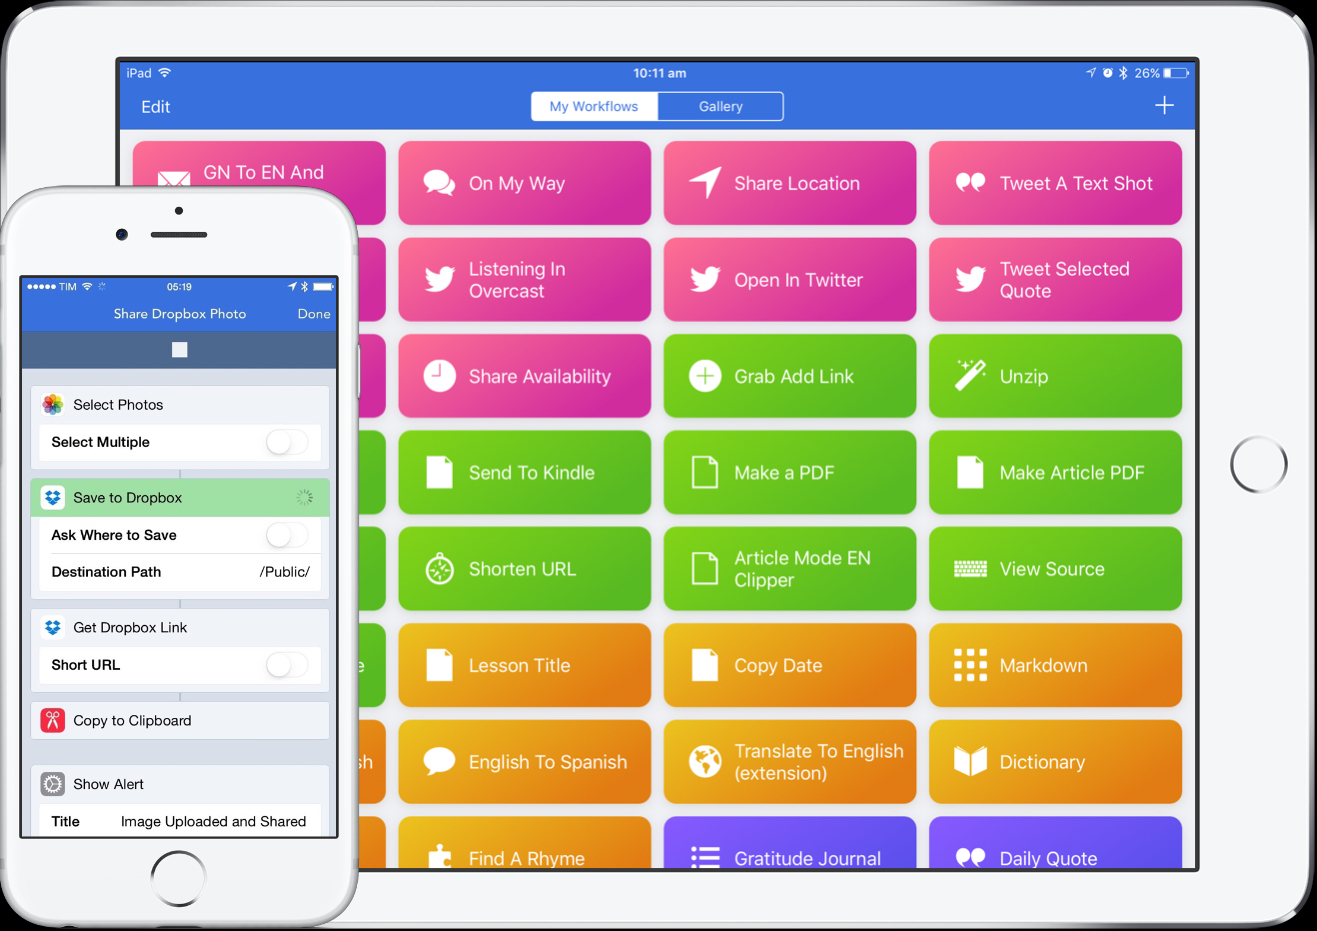 iPad
10:11 am
26%
Edit
My Workflows
Gallery
GN To EN And
On My Way
Share Location
Tweet A Text Shot
Listening In
Overcast
Open In Twitter
Tweet Selected
Quote
Share Availability
Grab Add Link
Unzip
Send To Kindle
Make a PDF
Make Article PDF
Shorten URL
Article Mode EN
Clipper
View Source
e
Lesson Title
Copy Date
Markdown
sh
English To Spanish
Translate To English
(extension)
Dictionary
Find A Rhyme
Gratitude Journal
Daily Quote
TIM
05:19
Share Dropbox Photo
Done
Select Photos
Select Multiple
Save to Dropbox
Ask Where to Save
Destination Path
/Public/
Get Dropbox Link
Short URL
Copy to Clipboard
Show Alert
Title
Image Uploaded and Shared